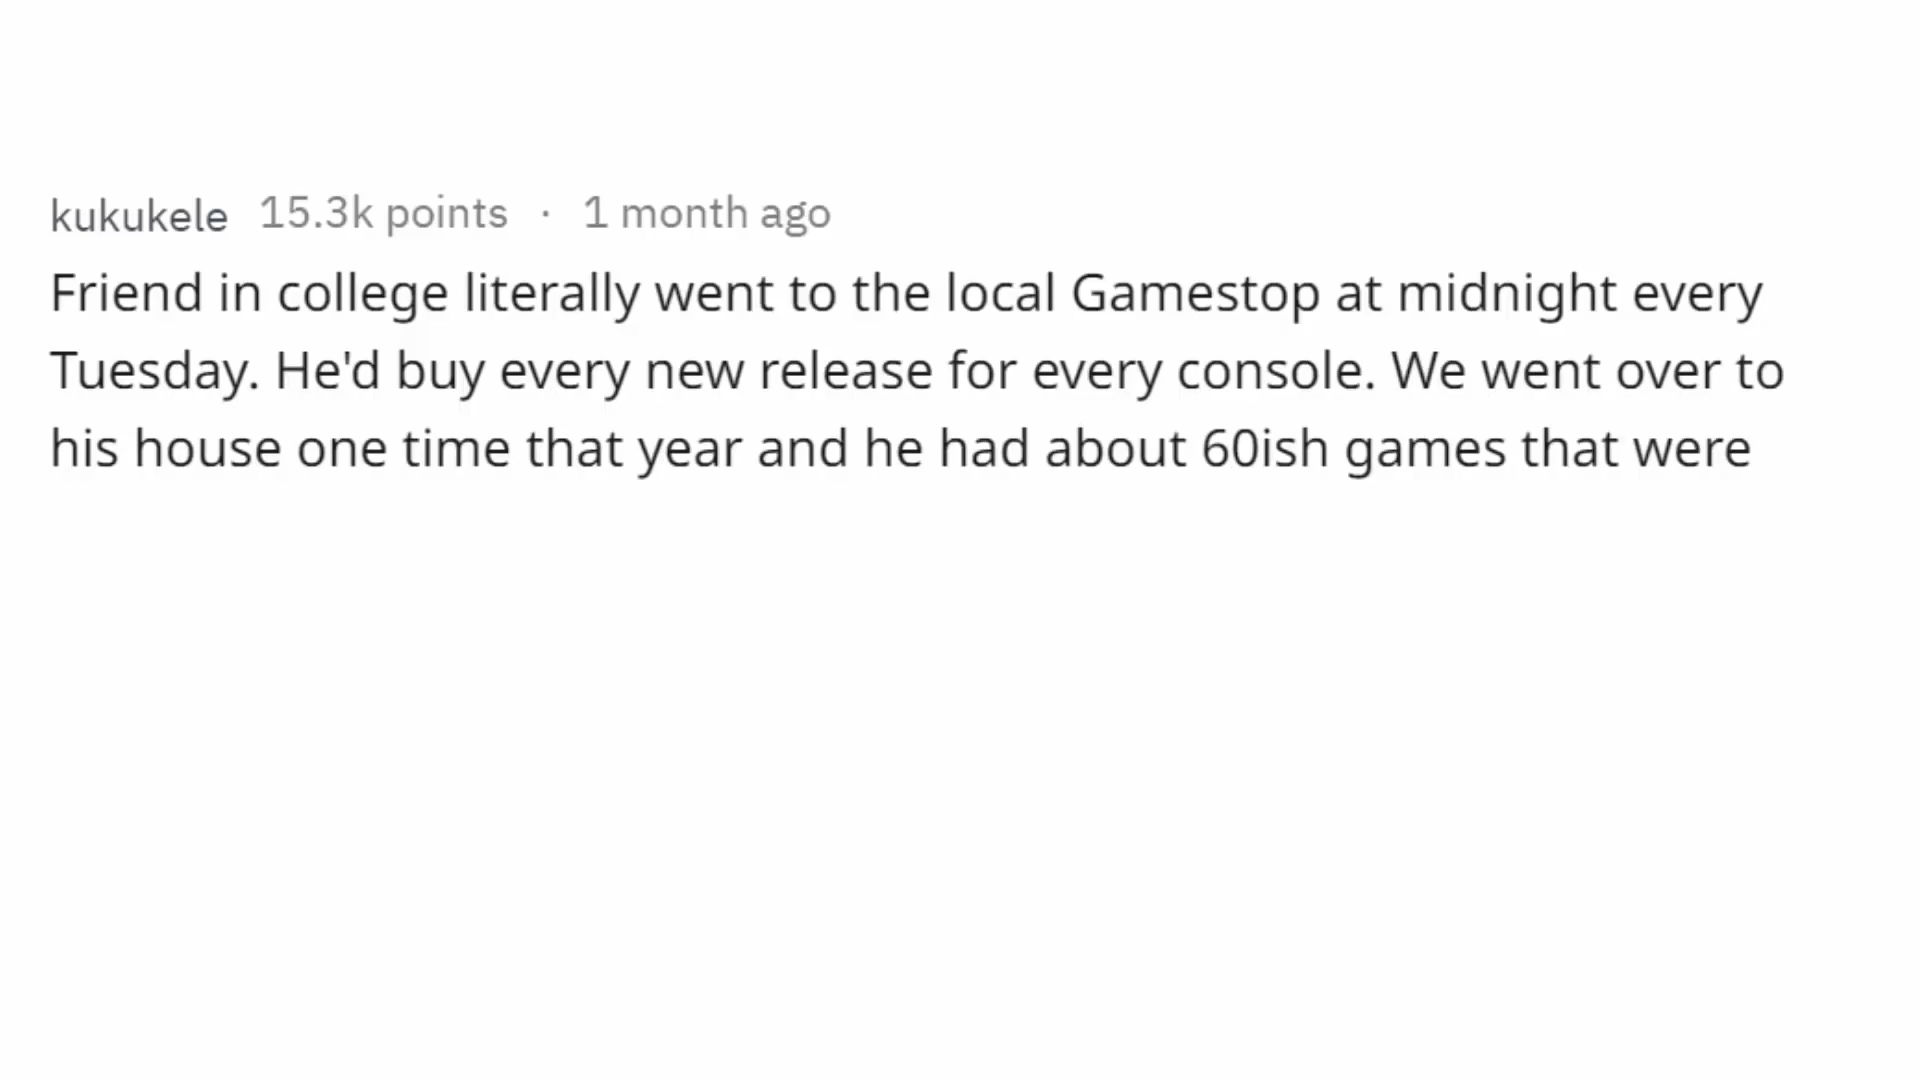 kukukele 15.3k points · 1 month ago
Friend in college literally went to the local Gamestop at midnight every
Tuesday. He'd buy every new release for every console. We went over to
his house one time that year and he had about 60ish games that were